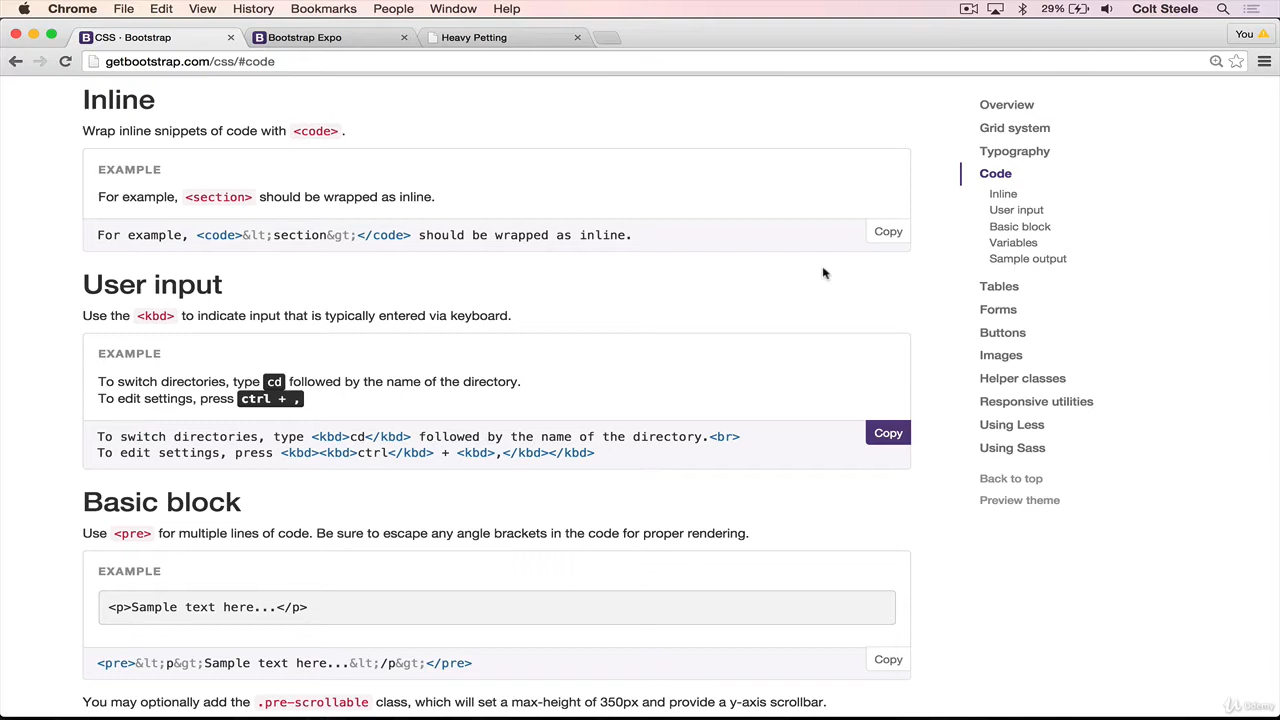 Chrome File Edit View History Bookmarks People Window Help 29% Colt Steele
CSS · Bootstrap Bootstrap Expo Heavy Petting You
getbootstrap.com/css/#code
Inline
Wrap inline snippets of code with <code> .
EXAMPLE
For example, <section> should be wrapped as inline.
For example, <code>&lt;section&gt;</code> should be wrapped as inline.
Copy
User input
Use the <kbd> to indicate input that is typically entered via keyboard.
EXAMPLE
To switch directories, type cd followed by the name of the directory.
To edit settings, press ctrl + ,
To switch directories, type <kbd>cd</kbd> followed by the name of the directory.<br>
To edit settings, press <kbd><kbd>ctrl</kbd> + <kbd>,</kbd></kbd>
Copy
Basic block
Use <pre> for multiple lines of code. Be sure to escape any angle brackets in the code for proper rendering.
EXAMPLE
<p>Sample text here...</p>
<pre>&lt;p&gt;Sample text here...&lt;/p&gt;</pre>
Copy
You may optionally add the .pre-scrollable class, which will set a max-height of 350px and provide a y-axis scrollbar.
Overview
Grid system
Typography
Code
Inline
User input
Basic block
Variables
Sample output
Tables
Forms
Buttons
Images
Helper classes
Responsive utilities
Using Less
Using Sass
Back to top
Preview theme
Udemy